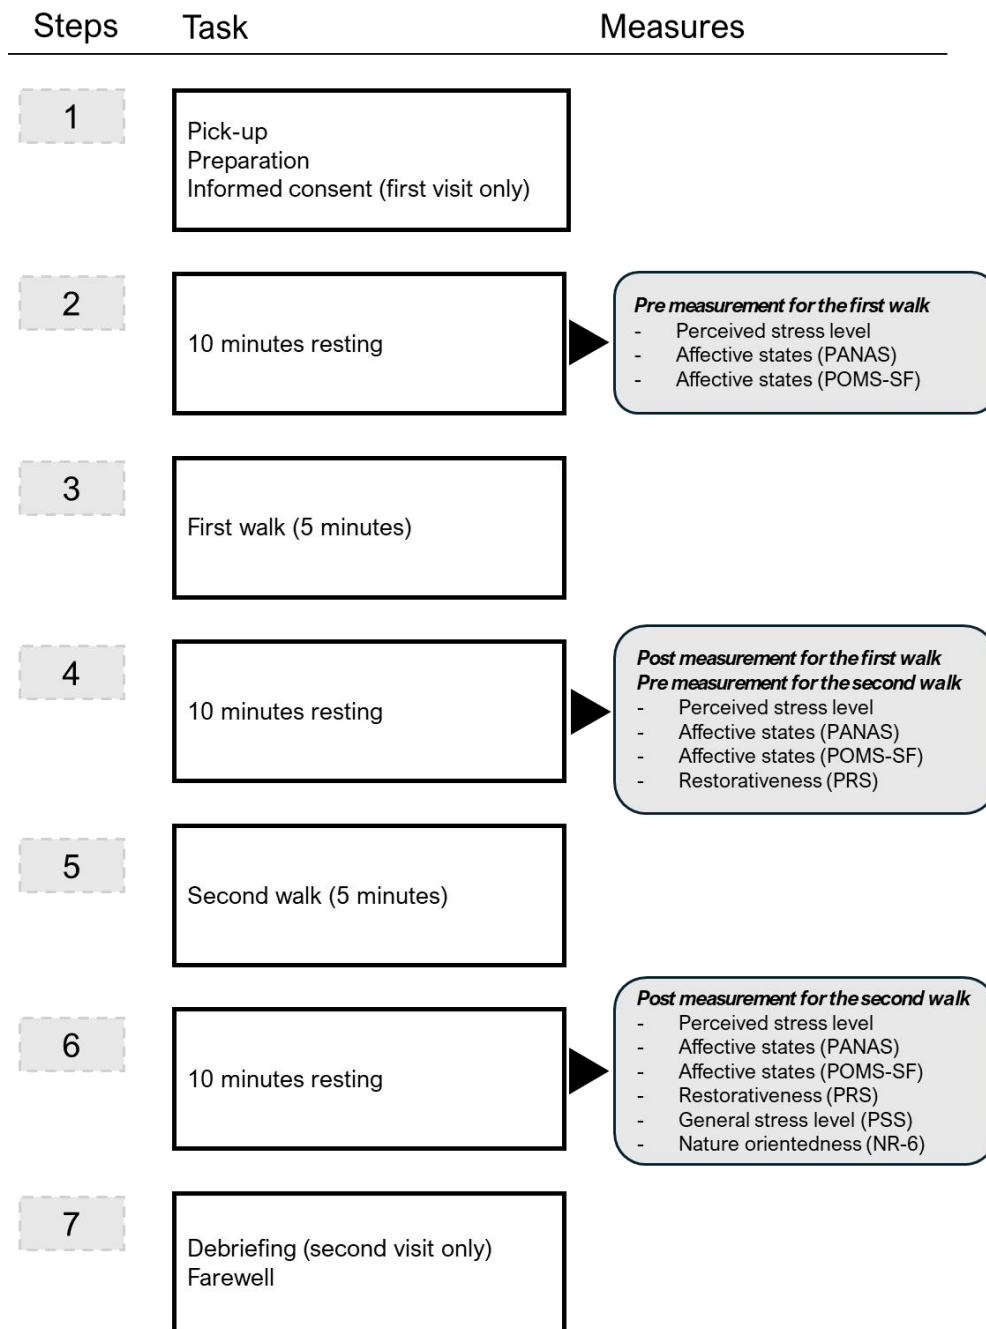 Steps Task Measures
1
Pick-up
Preparation
Informed consent (first visit only)
2
10 minutes resting
Pre measurement for the first walk
- Perceived stress level
- Affective states (PANAS)
- Affective states (POMS-SF)
3
First walk (5 minutes)
4
10 minutes resting
Post measurement for the first walk
Pre measurement for the second walk
- Perceived stress level
- Affective states (PANAS)
- Affective states (POMS-SF)
- Restorativeness (PRS)
5
Second walk (5 minutes)
6
10 minutes resting
Post measurement for the second walk
- Perceived stress level
- Affective states (PANAS)
- Affective states (POMS-SF)
- Restorativeness (PRS)
- General stress level (PSS)
- Nature orientedness (NR-6)
7
Debriefing (second visit only)
Farewell